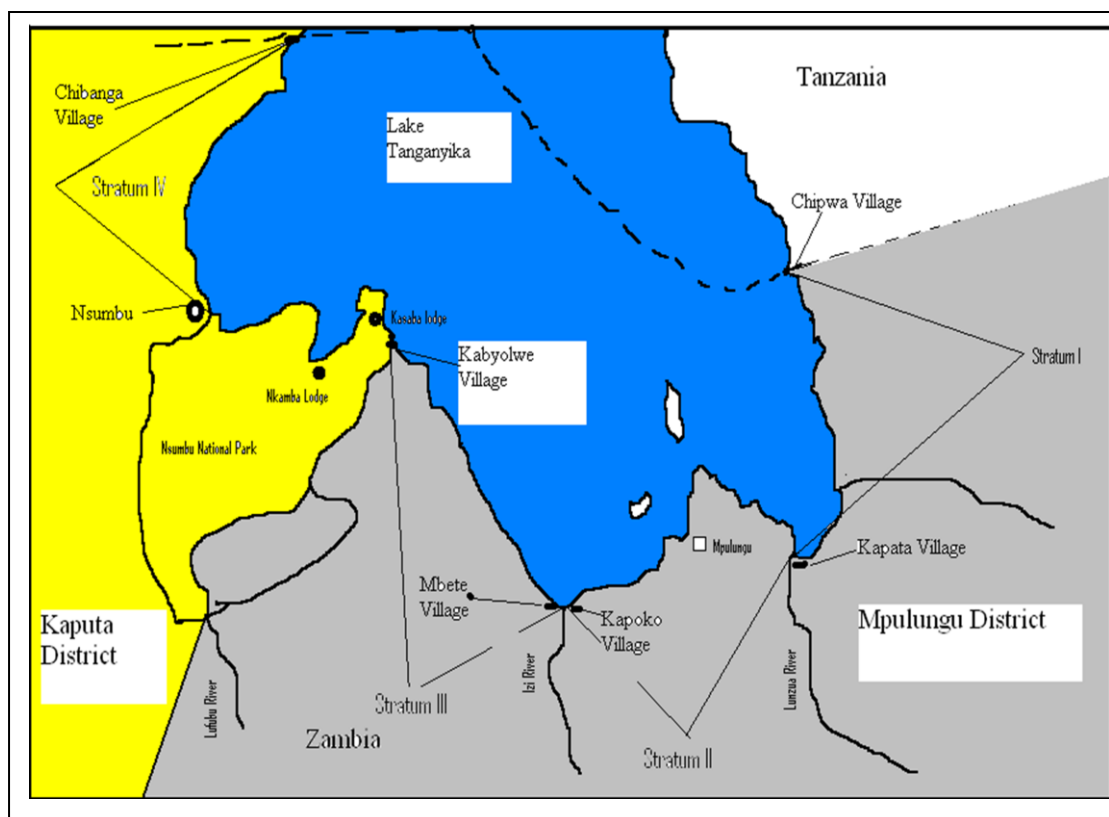 Tanzania
Chibanga
Village
Lake
Tanganyika
Stratum IV
Chipwa Village
Nsumbu
Kasaba lodge
Kabyolwe
Village
Stratum I
Nkamba Lodge
Nsumbu National Park
Mpulungu
Kapata Village
Mbete
Village
Kapoko
Village
Kaputa
District
Mpulungu District
Lufubu River
Izi River
Lunzua River
Stratum III
Zambia
Stratum II